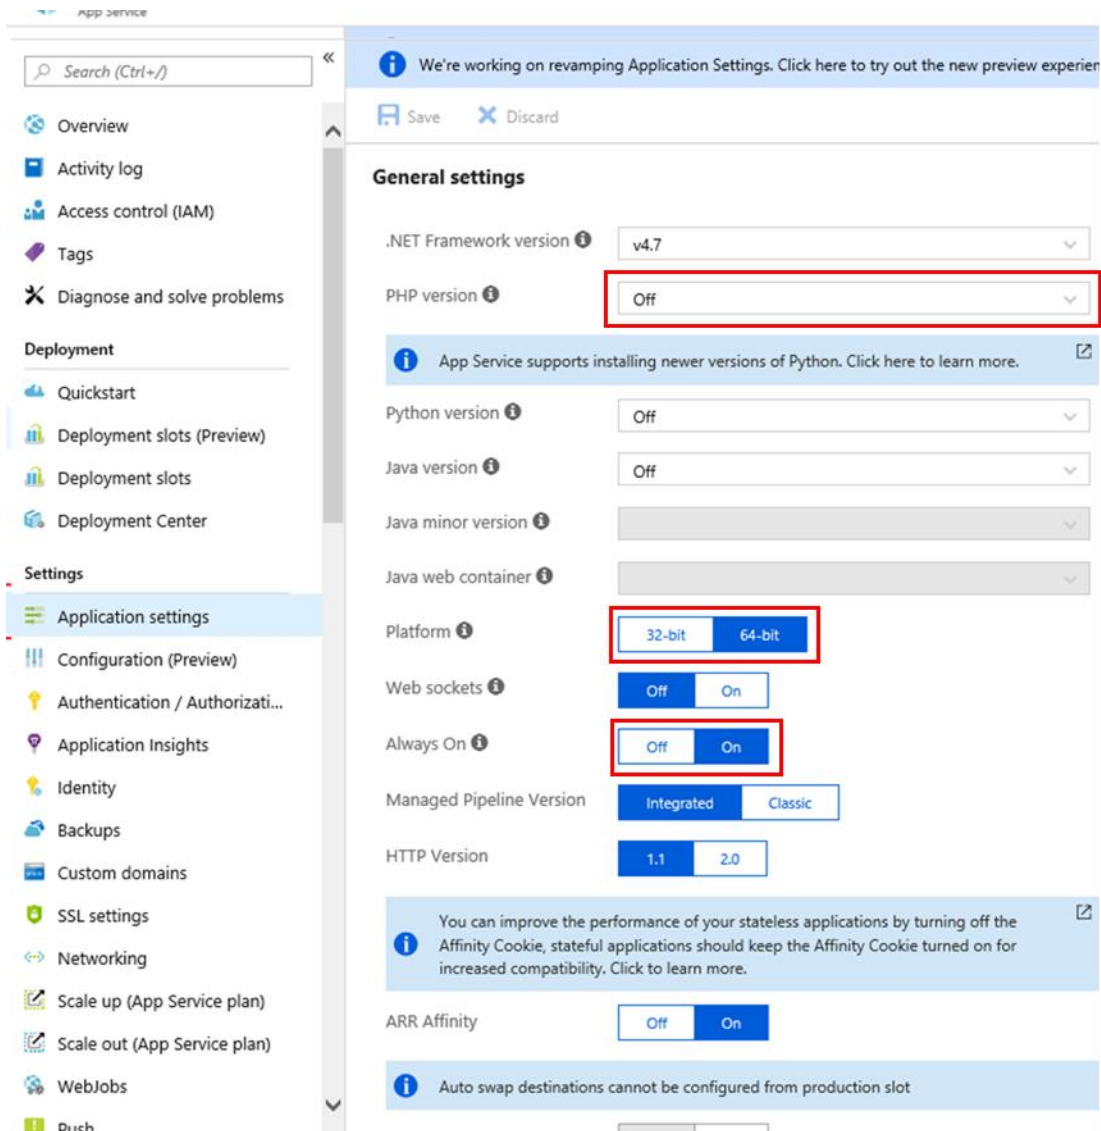 App Service
Search (Ctrl+/)
Overview
Activity log
Access control (IAM)
Tags
Diagnose and solve problems
Deployment
Quickstart
Deployment slots (Preview)
Deployment slots
Deployment Center
Settings
Application settings
Configuration (Preview)
Authentication / Authorizati...
Application Insights
Identity
Backups
Custom domains
SSL settings
Networking
Scale up (App Service plan)
Scale out (App Service plan)
WebJobs
Push
We're working on revamping Application Settings. Click here to try out the new preview experien
Save Discard
General settings
.NET Framework version v4.7
PHP version Off
App Service supports installing newer versions of Python. Click here to learn more.
Python version Off
Java version Off
Java minor version
Java web container
Platform 32-bit 64-bit
Web sockets Off On
Always On Off On
Managed Pipeline Version Integrated Classic
HTTP Version 1.1 2.0
You can improve the performance of your stateless applications by turning off the
Affinity Cookie, stateful applications should keep the Affinity Cookie turned on for
increased compatibility. Click to learn more.
ARR Affinity Off On
Auto swap destinations cannot be configured from production slot